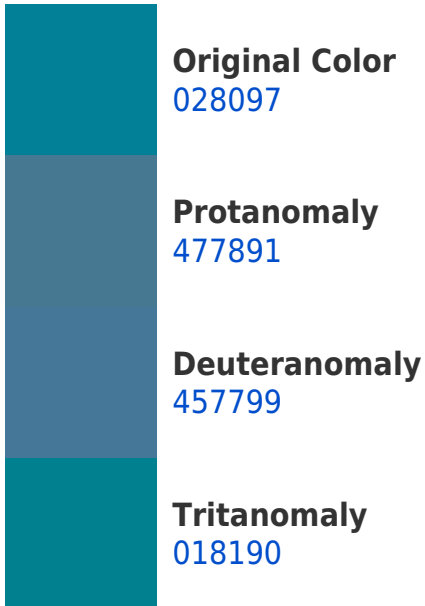 Original Color
028097
Protanomaly
477891
Deuteranomaly
457799
Tritanomaly
018190